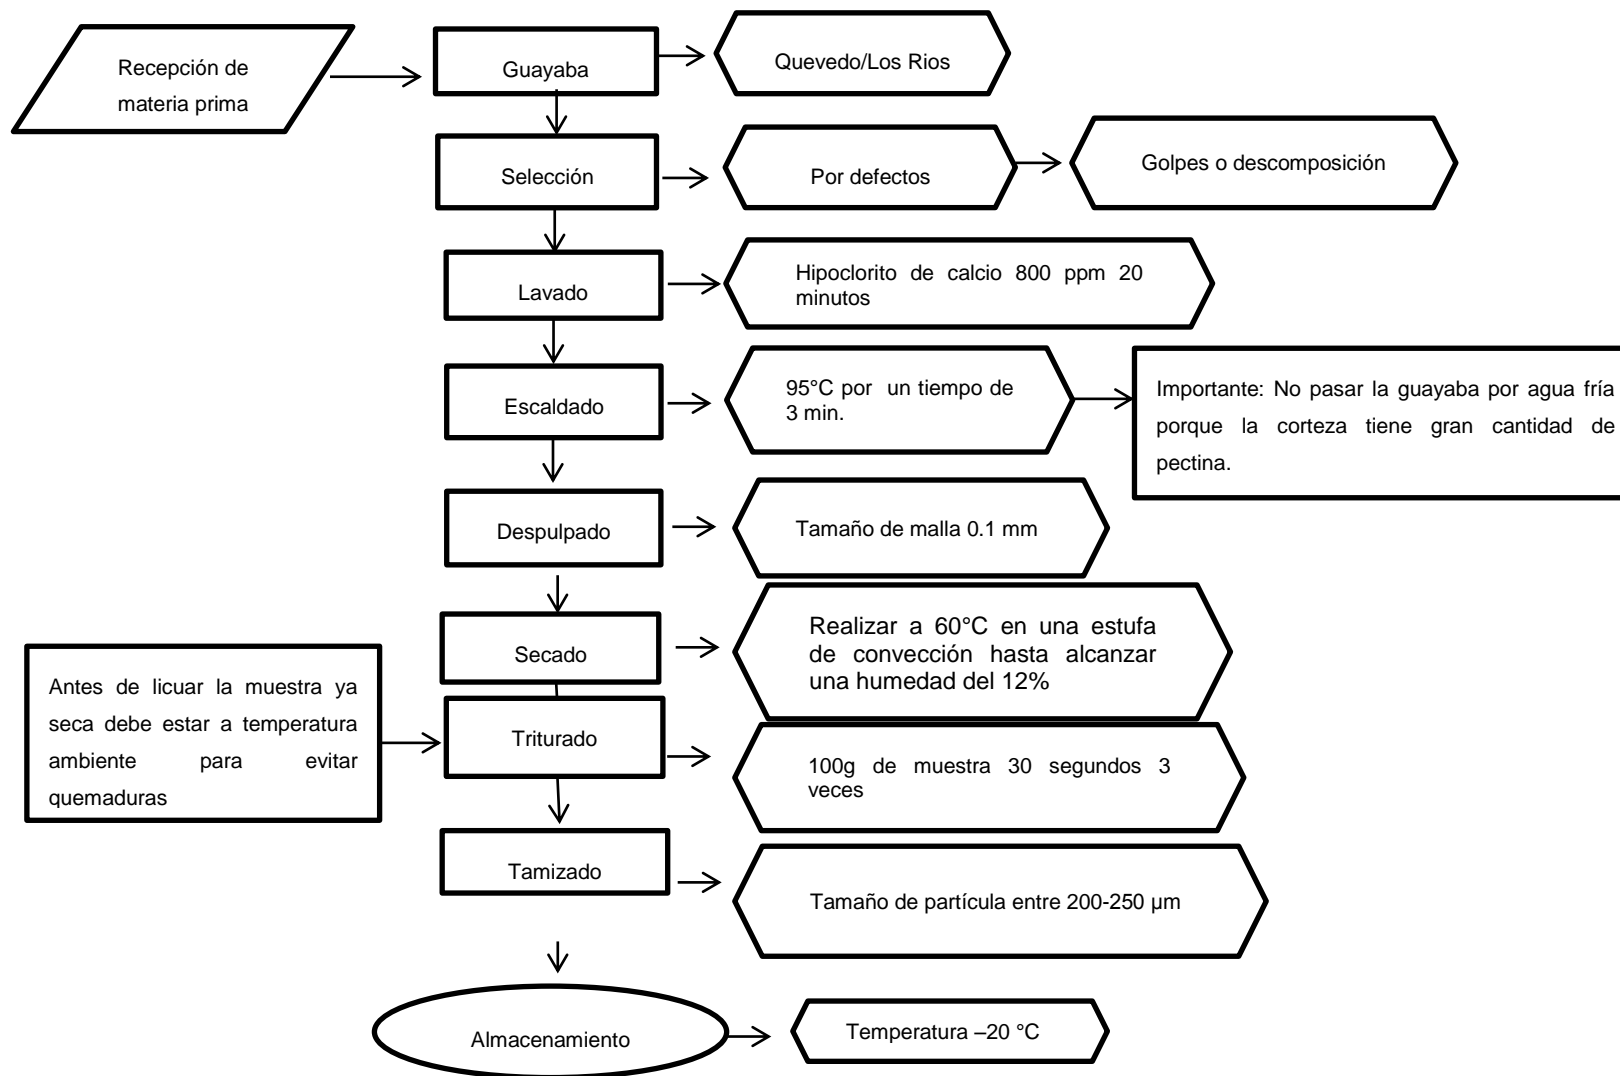 Recepción de
materia prima
Guayaba
Quevedo/Los Rios
Selección
Por defectos
Golpes o descomposición
Lavado
Hipoclorito de calcio 800 ppm 20
minutos
Escaldado
95°C por un tiempo de
3 min.
Importante: No pasar la guayaba por agua fría
porque la corteza tiene gran cantidad de
pectina.
Despulpado
Tamaño de malla 0.1 mm
Secado
Realizar a 60°C en una estufa
de convección hasta alcanzar
una humedad del 12%
Antes de licuar la muestra ya
seca debe estar a temperatura
ambiente para evitar
quemaduras
Triturado
100g de muestra 30 segundos 3
veces
Tamizado
Tamaño de partícula entre 200-250 µm
Almacenamiento
Temperatura –20 °C